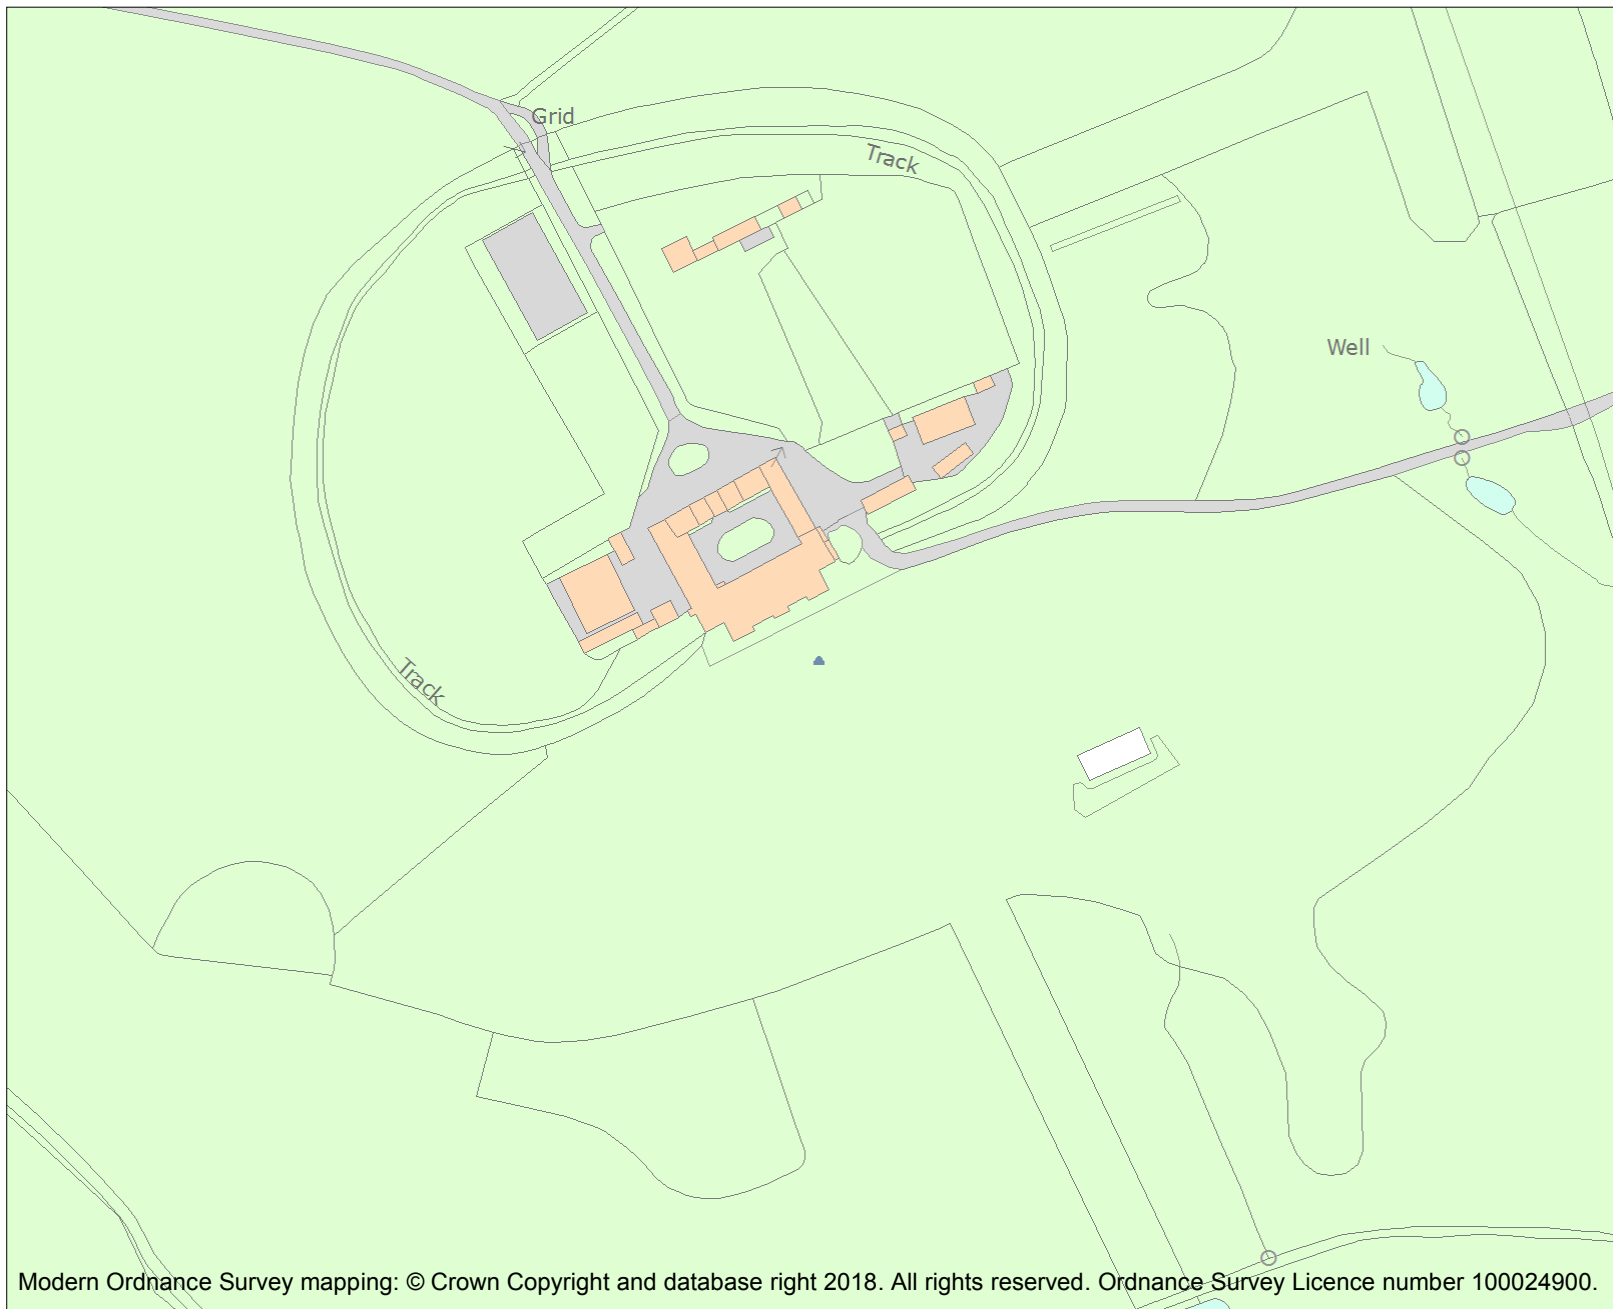 Grid
Track
Well
Track
Modern Ordnance Survey mapping: © Crown Copyright and database right 2018. All rights reserved. Ordnance Survey Licence number 100024900.